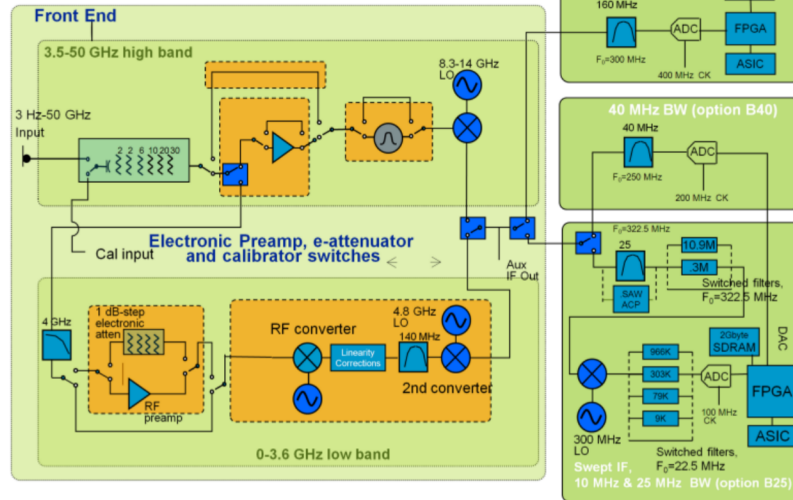 Front End
3.5-50 GHz high band
3 Hz-50 GHz
Input
2 2 6 10 20 30
8.3-14 GHz
LO
Cal input
Electronic Preamp, e-attenuator
and calibrator switches
Aux
IF Out
4 GHz
1 dB-step
electronic
atten
RF
preamp
RF converter
Linearity
Corrections
4.8 GHz
LO
140 MHz
2nd converter
0-3.6 GHz low band
160 MHz
F₀=300 MHz
ADC
400 MHz CK
FPGA
ASIC
40 MHz BW (option B40)
40 MHz
F₀=250 MHz
ADC
200 MHz CK
F₀=322.5 MHz
25
.8AW
ACP
10.9M
.3M
Switched filters,
F₀=322.5 MHz
966K
303K
79K
9K
2Gbyte
SDRAM
DAC
ADC
100 MHz
CK
FPGA
ASIC
300 MHz
LO
Switched filters,
F₀=22.5 MHz
Swept IF,
10 MHz & 25 MHz BW (option B25)